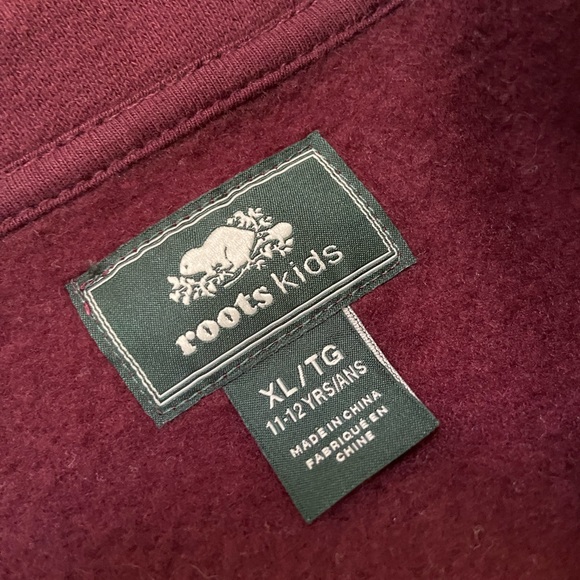 roots kids
XL/TG
11-12 YRS/ANS
MADE IN CHINA
FABRIQUÉ EN
CHINE